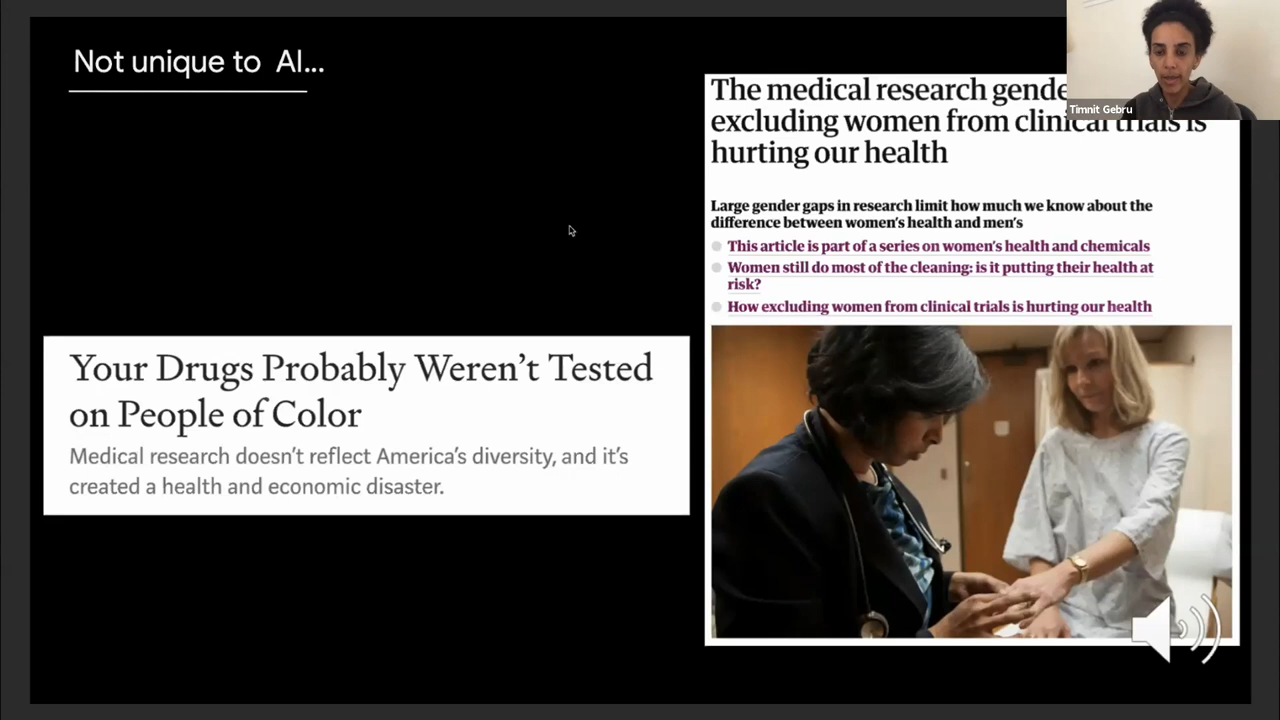 Not unique to AI...
Timnit Gebru
The medical research
excluding women from clinical trials is
hurting our health
Large gender gaps in research limit how much we know about the
difference between women's health and men's
This article is part of a series on women's health and chemicals
Women still do most of the cleaning: is it putting their health at
risk?
How excluding women from clinical trials is hurting our health
Your Drugs Probably Weren't Tested
on People of Color
Medical research doesn't reflect America's diversity, and it's
created a health and economic disaster.